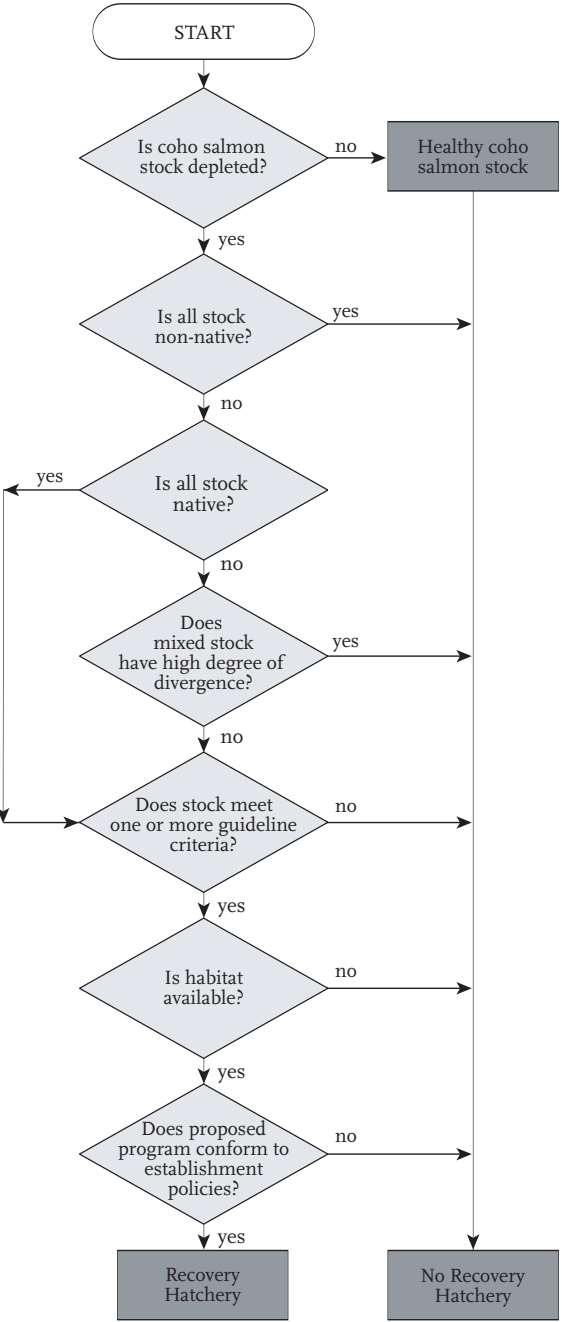 START
Is coho salmon
stock depleted?
no
Healthy coho
salmon stock
yes
Is all stock
non-native?
yes
no
yes
Is all stock
native?
no
Does
mixed stock
have high degree of
divergence?
yes
no
Does stock meet
one or more guideline
criteria?
no
yes
Is habitat
available?
no
yes
Does proposed
program conform to
establishment
policies?
no
yes
Recovery
Hatchery
No Recovery
Hatchery